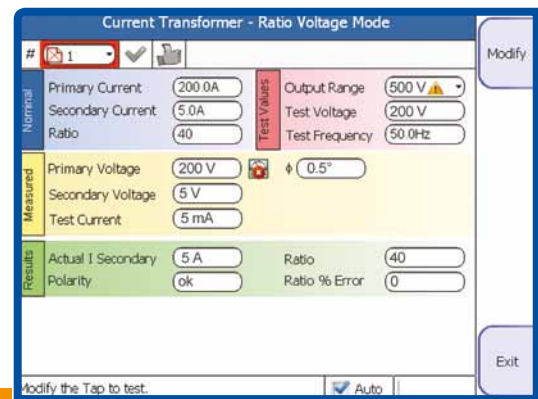 Current Transformer - Ratio Voltage Mode
# 1
Modify
Nominal
Primary Current 200.0A
Secondary Current 5.0A
Ratio 40
Test Values
Output Range 500 V
Test Voltage 200 V
Test Frequency 50.0Hz
Measured
Primary Voltage 200 V
ϕ 0.5°
Secondary Voltage 5 V
Test Current 5 mA
Results
Actual I Secondary 5 A
Ratio 40
Polarity ok
Ratio % Error 0
Exit
Modify the Tap to test.
Auto